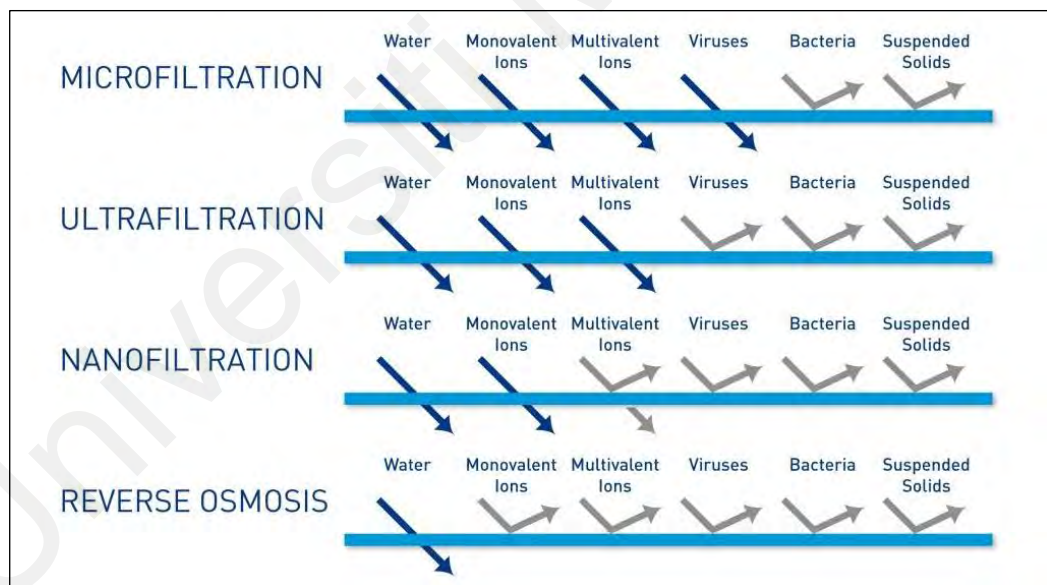 Water Monovalent Ions Multivalent Ions Viruses Bacteria Suspended Solids
MICROFILTRATION
Water Monovalent Ions Multivalent Ions Viruses Bacteria Suspended Solids
ULTRAFILTRATION
Water Monovalent Ions Multivalent Ions Viruses Bacteria Suspended Solids
NANOFILTRATION
Water Monovalent Ions Multivalent Ions Viruses Bacteria Suspended Solids
REVERSE OSMOSIS
Universiti